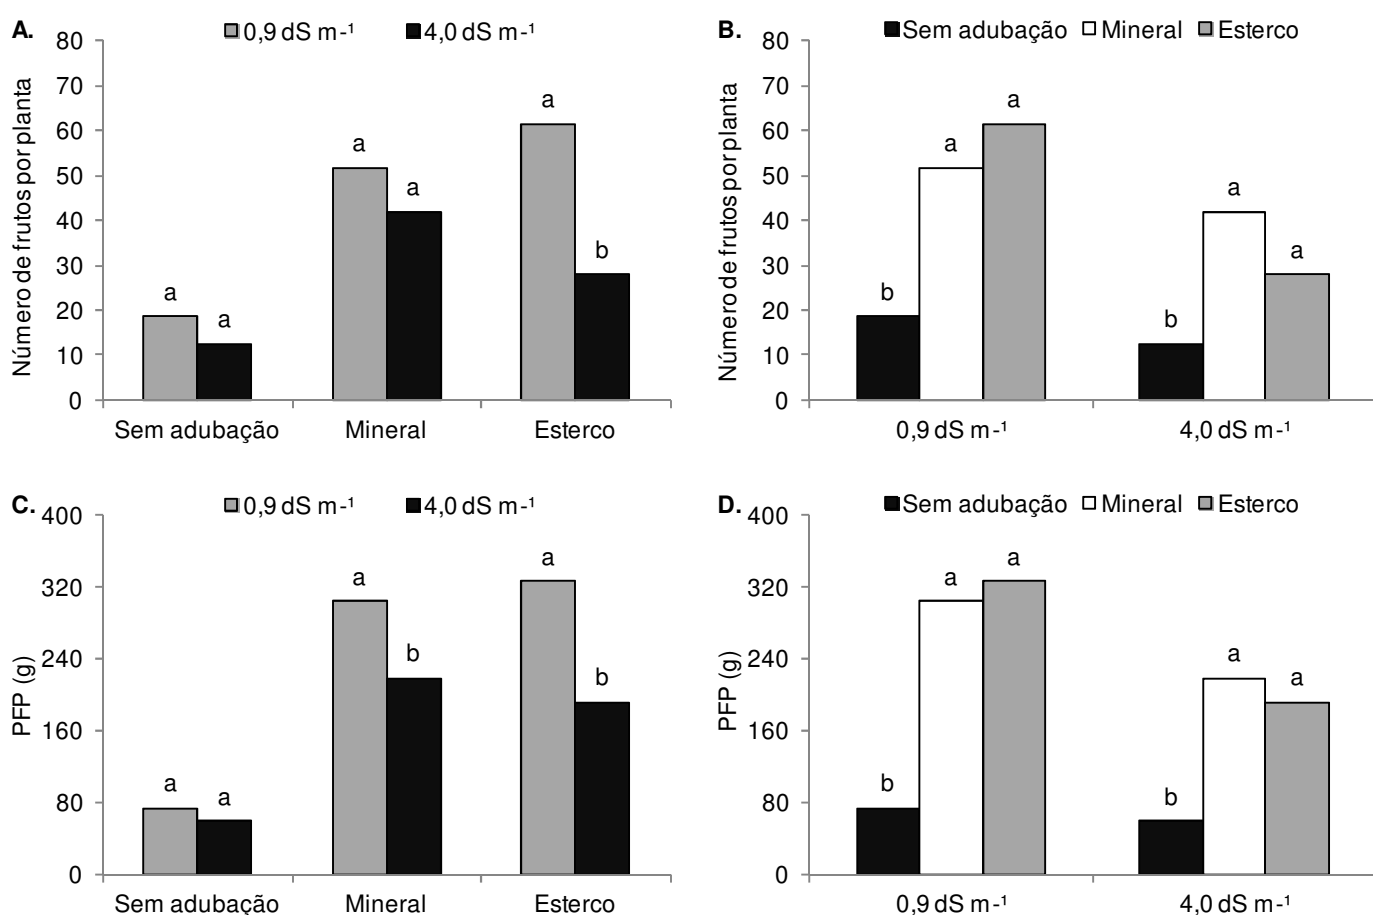 A.
0,9 dS m-¹ 4,0 dS m-¹
Número de frutos por planta
80
70
60
50
40
30
20
10
0
a a
a a
a b
Sem adubação Mineral Esterco
B.
Sem adubação Mineral Esterco
Número de frutos por planta
80
70
60
50
40
30
20
10
0
b a a
b a a
0,9 dS m-¹ 4,0 dS m-¹
C.
0,9 dS m-¹ 4,0 dS m-¹
PFP (g)
400
320
240
160
80
0
a a
a b
a b
Sem adubação Mineral Esterco
D.
Sem adubação Mineral Esterco
PFP (g)
400
320
240
160
80
0
b a a
b a a
0,9 dS m-¹ 4,0 dS m-¹